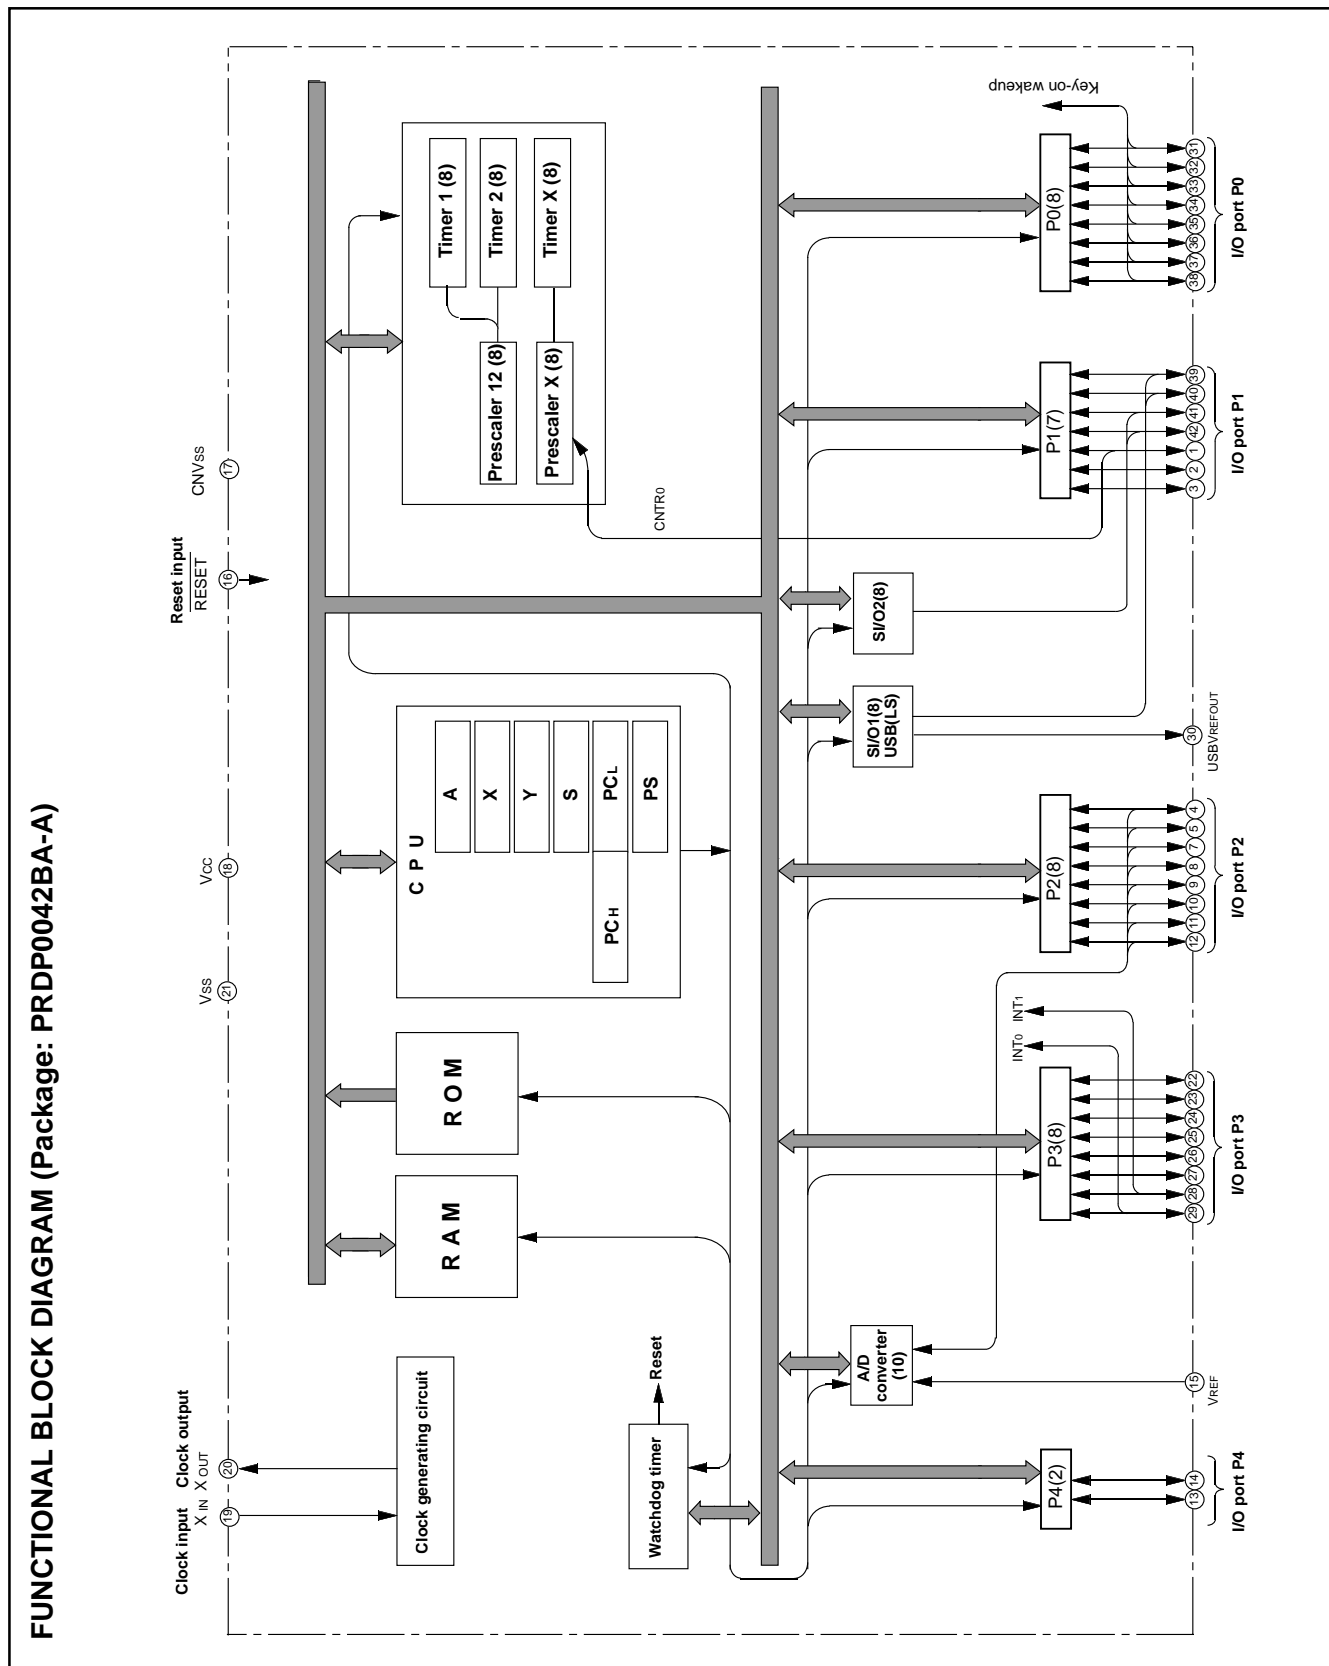 FUNCTIONAL BLOCK DIAGRAM (Package: PRDP0042BA-A)
Clock input
Clock output
Reset input
X IN
X OUT
VSS
VCC
RESET
CNVSS
19
20
21
18
16
17
Clock generating circuit
RAM
ROM
CPU
A
X
Y
S
PCH
PCL
PS
Timer 1 (8)
Prescaler 12 (8)
Timer 2 (8)
Prescaler X (8)
Timer X (8)
CNTR0
Watchdog timer
Reset
A/D
converter
(10)
SI/O1(8)
USB(LS)
SI/O2(8)
INT0
INT1
Key-on wakeup
P4(2)
P3(8)
P2(8)
P1(7)
P0(8)
13
14
15
29
28
27
26
25
24
23
22
12
11
10
9
8
7
5
4
30
3
2
1
42
41
40
39
38
37
36
35
34
33
32
31
VREF
USBVREFOUT
I/O port P4
I/O port P3
I/O port P2
I/O port P1
I/O port P0